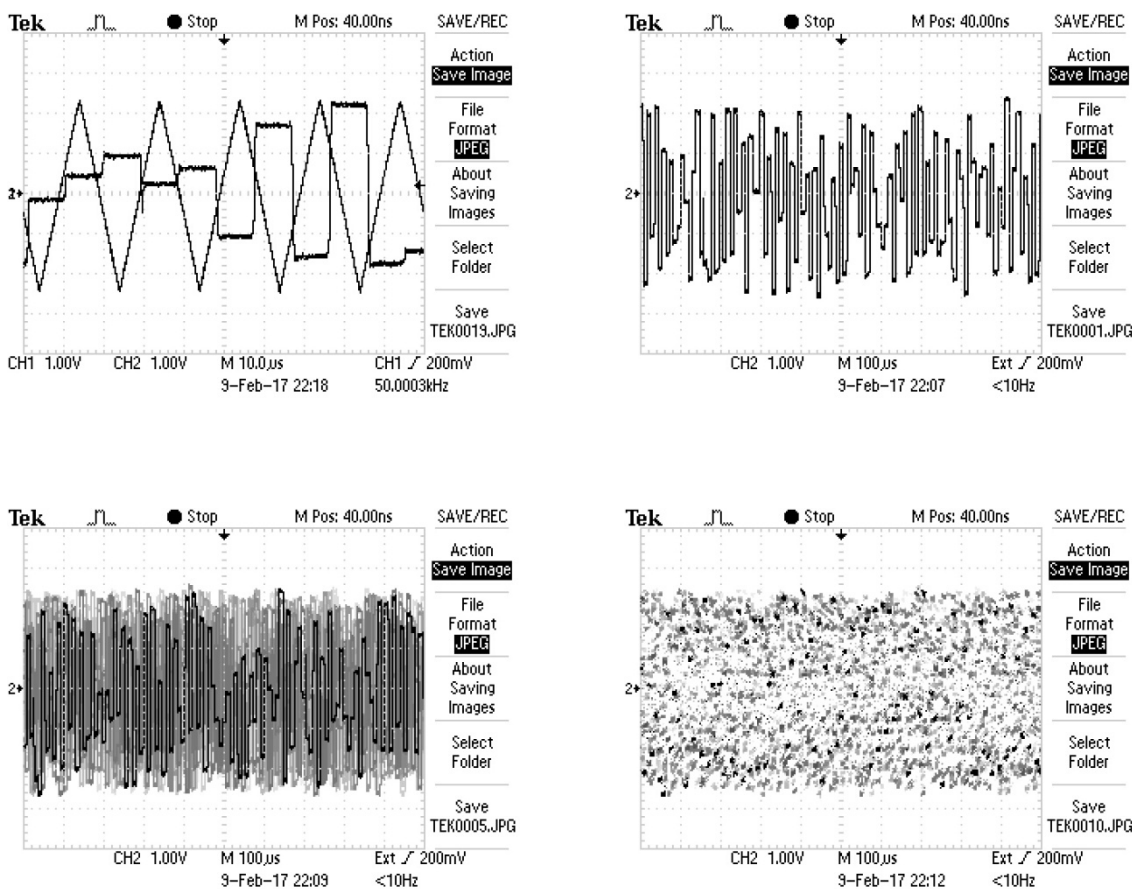 Tek Stop M Pos: 40.00ns SAVE/REC
Action
Save Image
File
Format
JPEG
About
Saving
Images
Select
Folder
Save
TEK0019.JPG
2
CH1 1.00V CH2 1.00V M 10.0µs CH1 200mV
9-Feb-17 22:18 50.0003kHz
Tek Stop M Pos: 40.00ns SAVE/REC
Action
Save Image
File
Format
JPEG
About
Saving
Images
Select
Folder
Save
TEK0001.JPG
2
CH2 1.00V M 100µs Ext 200mV
9-Feb-17 22:07 <10Hz
Tek Stop M Pos: 40.00ns SAVE/REC
Action
Save Image
File
Format
JPEG
About
Saving
Images
Select
Folder
Save
TEK0005.JPG
2
CH2 1.00V M 100µs Ext 200mV
9-Feb-17 22:09 <10Hz
Tek Stop M Pos: 40.00ns SAVE/REC
Action
Save Image
File
Format
JPEG
About
Saving
Images
Select
Folder
Save
TEK0010.JPG
2
CH2 1.00V M 100µs Ext 200mV
9-Feb-17 22:12 <10Hz